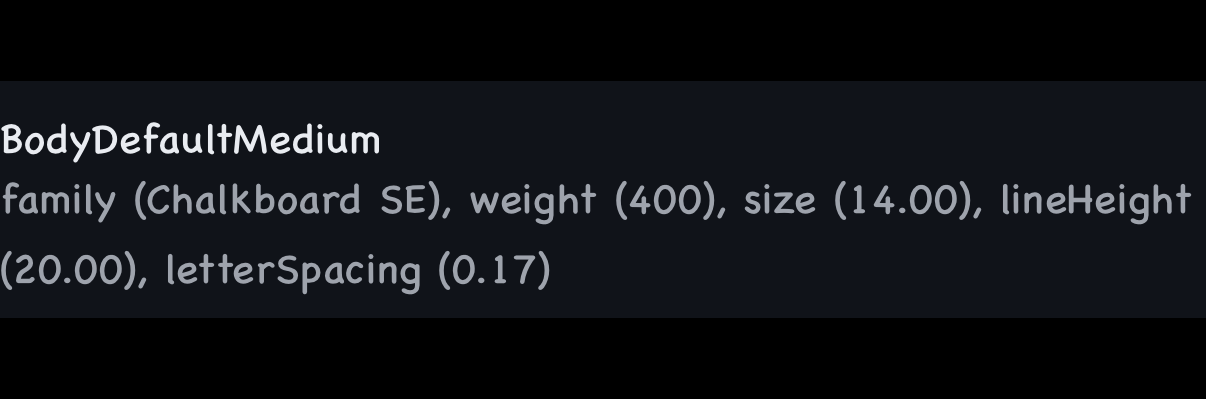 BodyDefaultMedium
family (Chalkboard SE), weight (400), size (14.00), lineHeight
(20.00), letterSpacing (0.17)